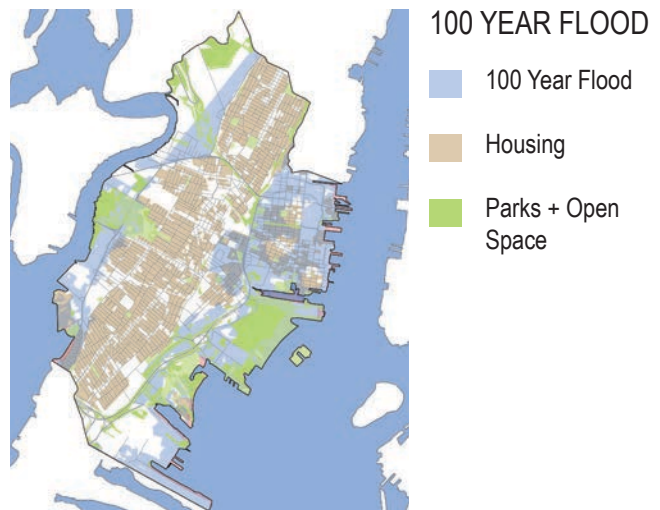 100 YEAR FLOOD
100 Year Flood
Housing
Parks + Open
Space